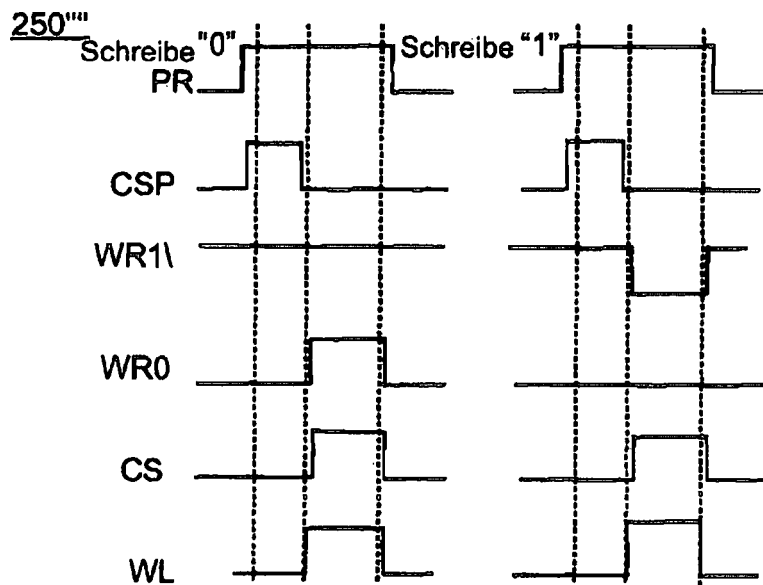 250""
Schreibe "0" Schreibe "1"
PR
CSP
WR1\
WR0
CS
WL